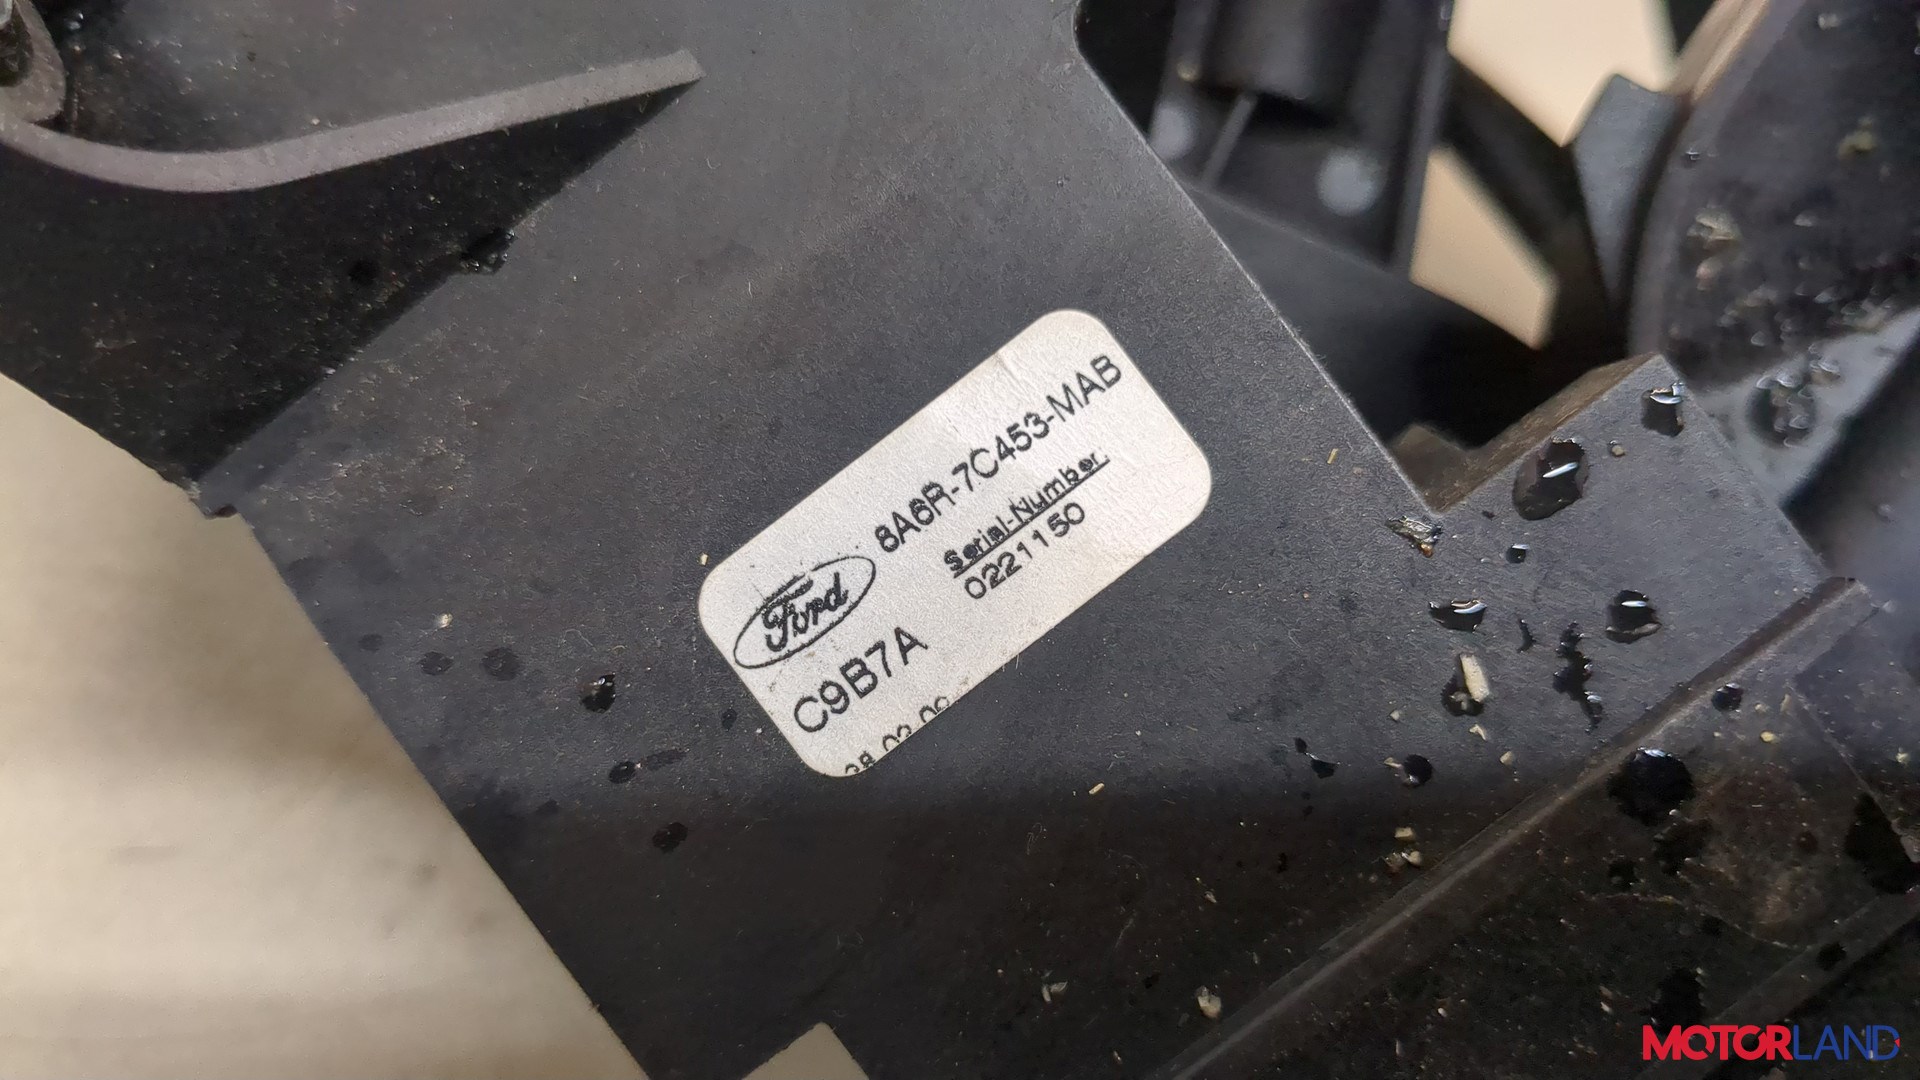 Ford
8A6R-7C453-MAB
Serial-Number
0221150
C9B7A
MOTORLAND